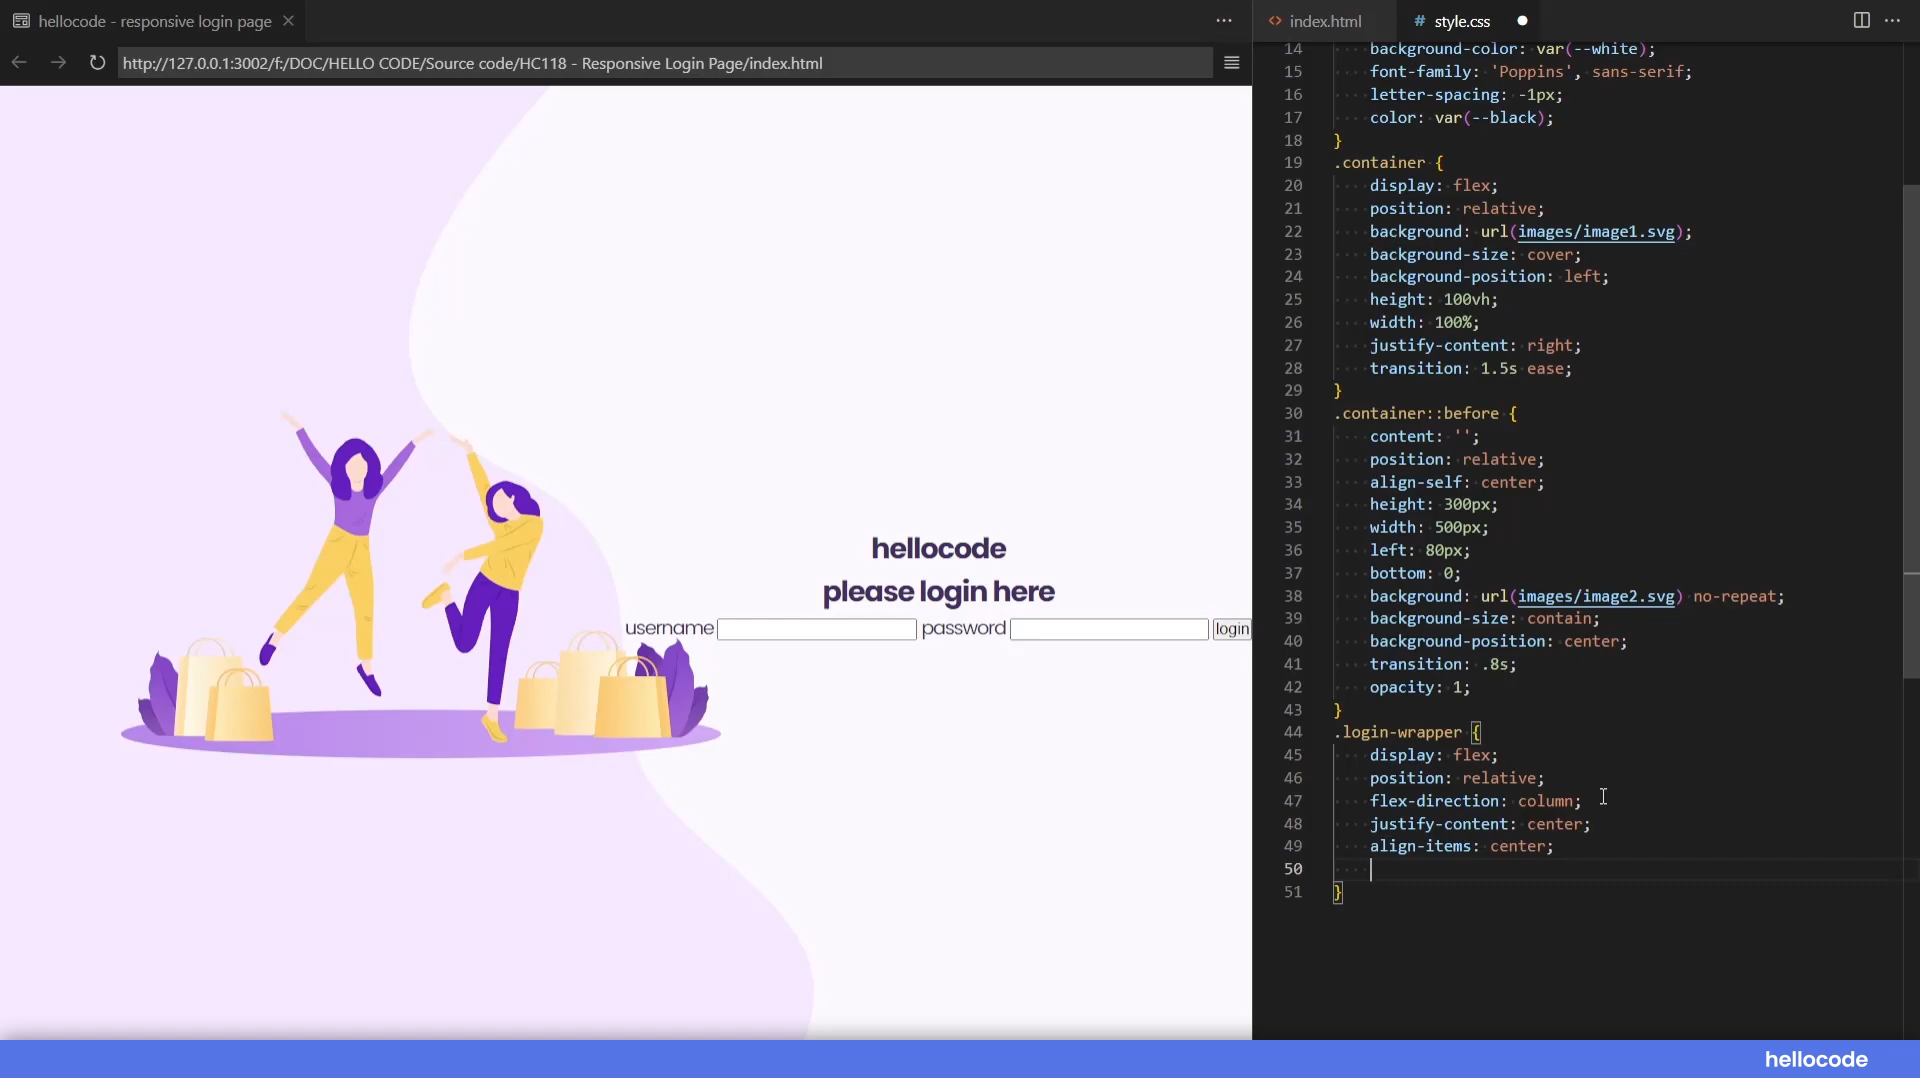 hellocode - responsive login page
index.html
# style.css
http://127.0.0.1:3002/f:/DOC/HELLO CODE/Source code/HC118 - Responsive Login Page/index.html
hellocode
please login here
username password login
14 background-color: var(--white);
15 font-family: 'Poppins', sans-serif;
16 letter-spacing: -1px;
17 color: var(--black);
18 }
19 .container {
20 display: flex;
21 position: relative;
22 background: url(images/image1.svg);
23 background-size: cover;
24 background-position: left;
25 height: 100vh;
26 width: 100%;
27 justify-content: right;
28 transition: 1.5s ease;
29 }
30 .container::before {
31 content: '';
32 position: relative;
33 align-self: center;
34 height: 300px;
35 width: 500px;
36 left: 80px;
37 bottom: 0;
38 background: url(images/image2.svg) no-repeat;
39 background-size: contain;
40 background-position: center;
41 transition: .8s;
42 opacity: 1;
43 }
44 .login-wrapper {
45 display: flex;
46 position: relative;
47 flex-direction: column;
48 justify-content: center;
49 align-items: center;
50
51 }
hellocode